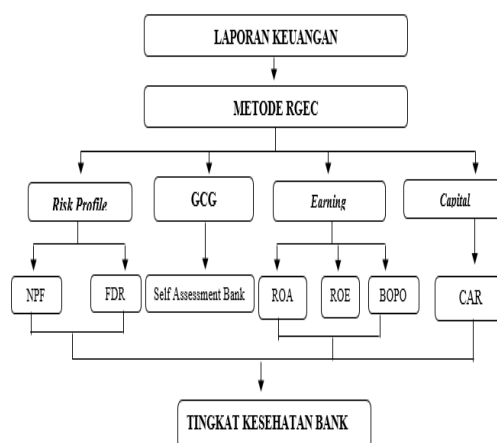 LAPORAN KEUANGAN
METODE RGEC
Risk Profile
GCG
Earning
Capital
NPF
FDR
Self Assessment Bank
ROA
ROE
BOPO
CAR
TINGKAT KESEHATAN BANK